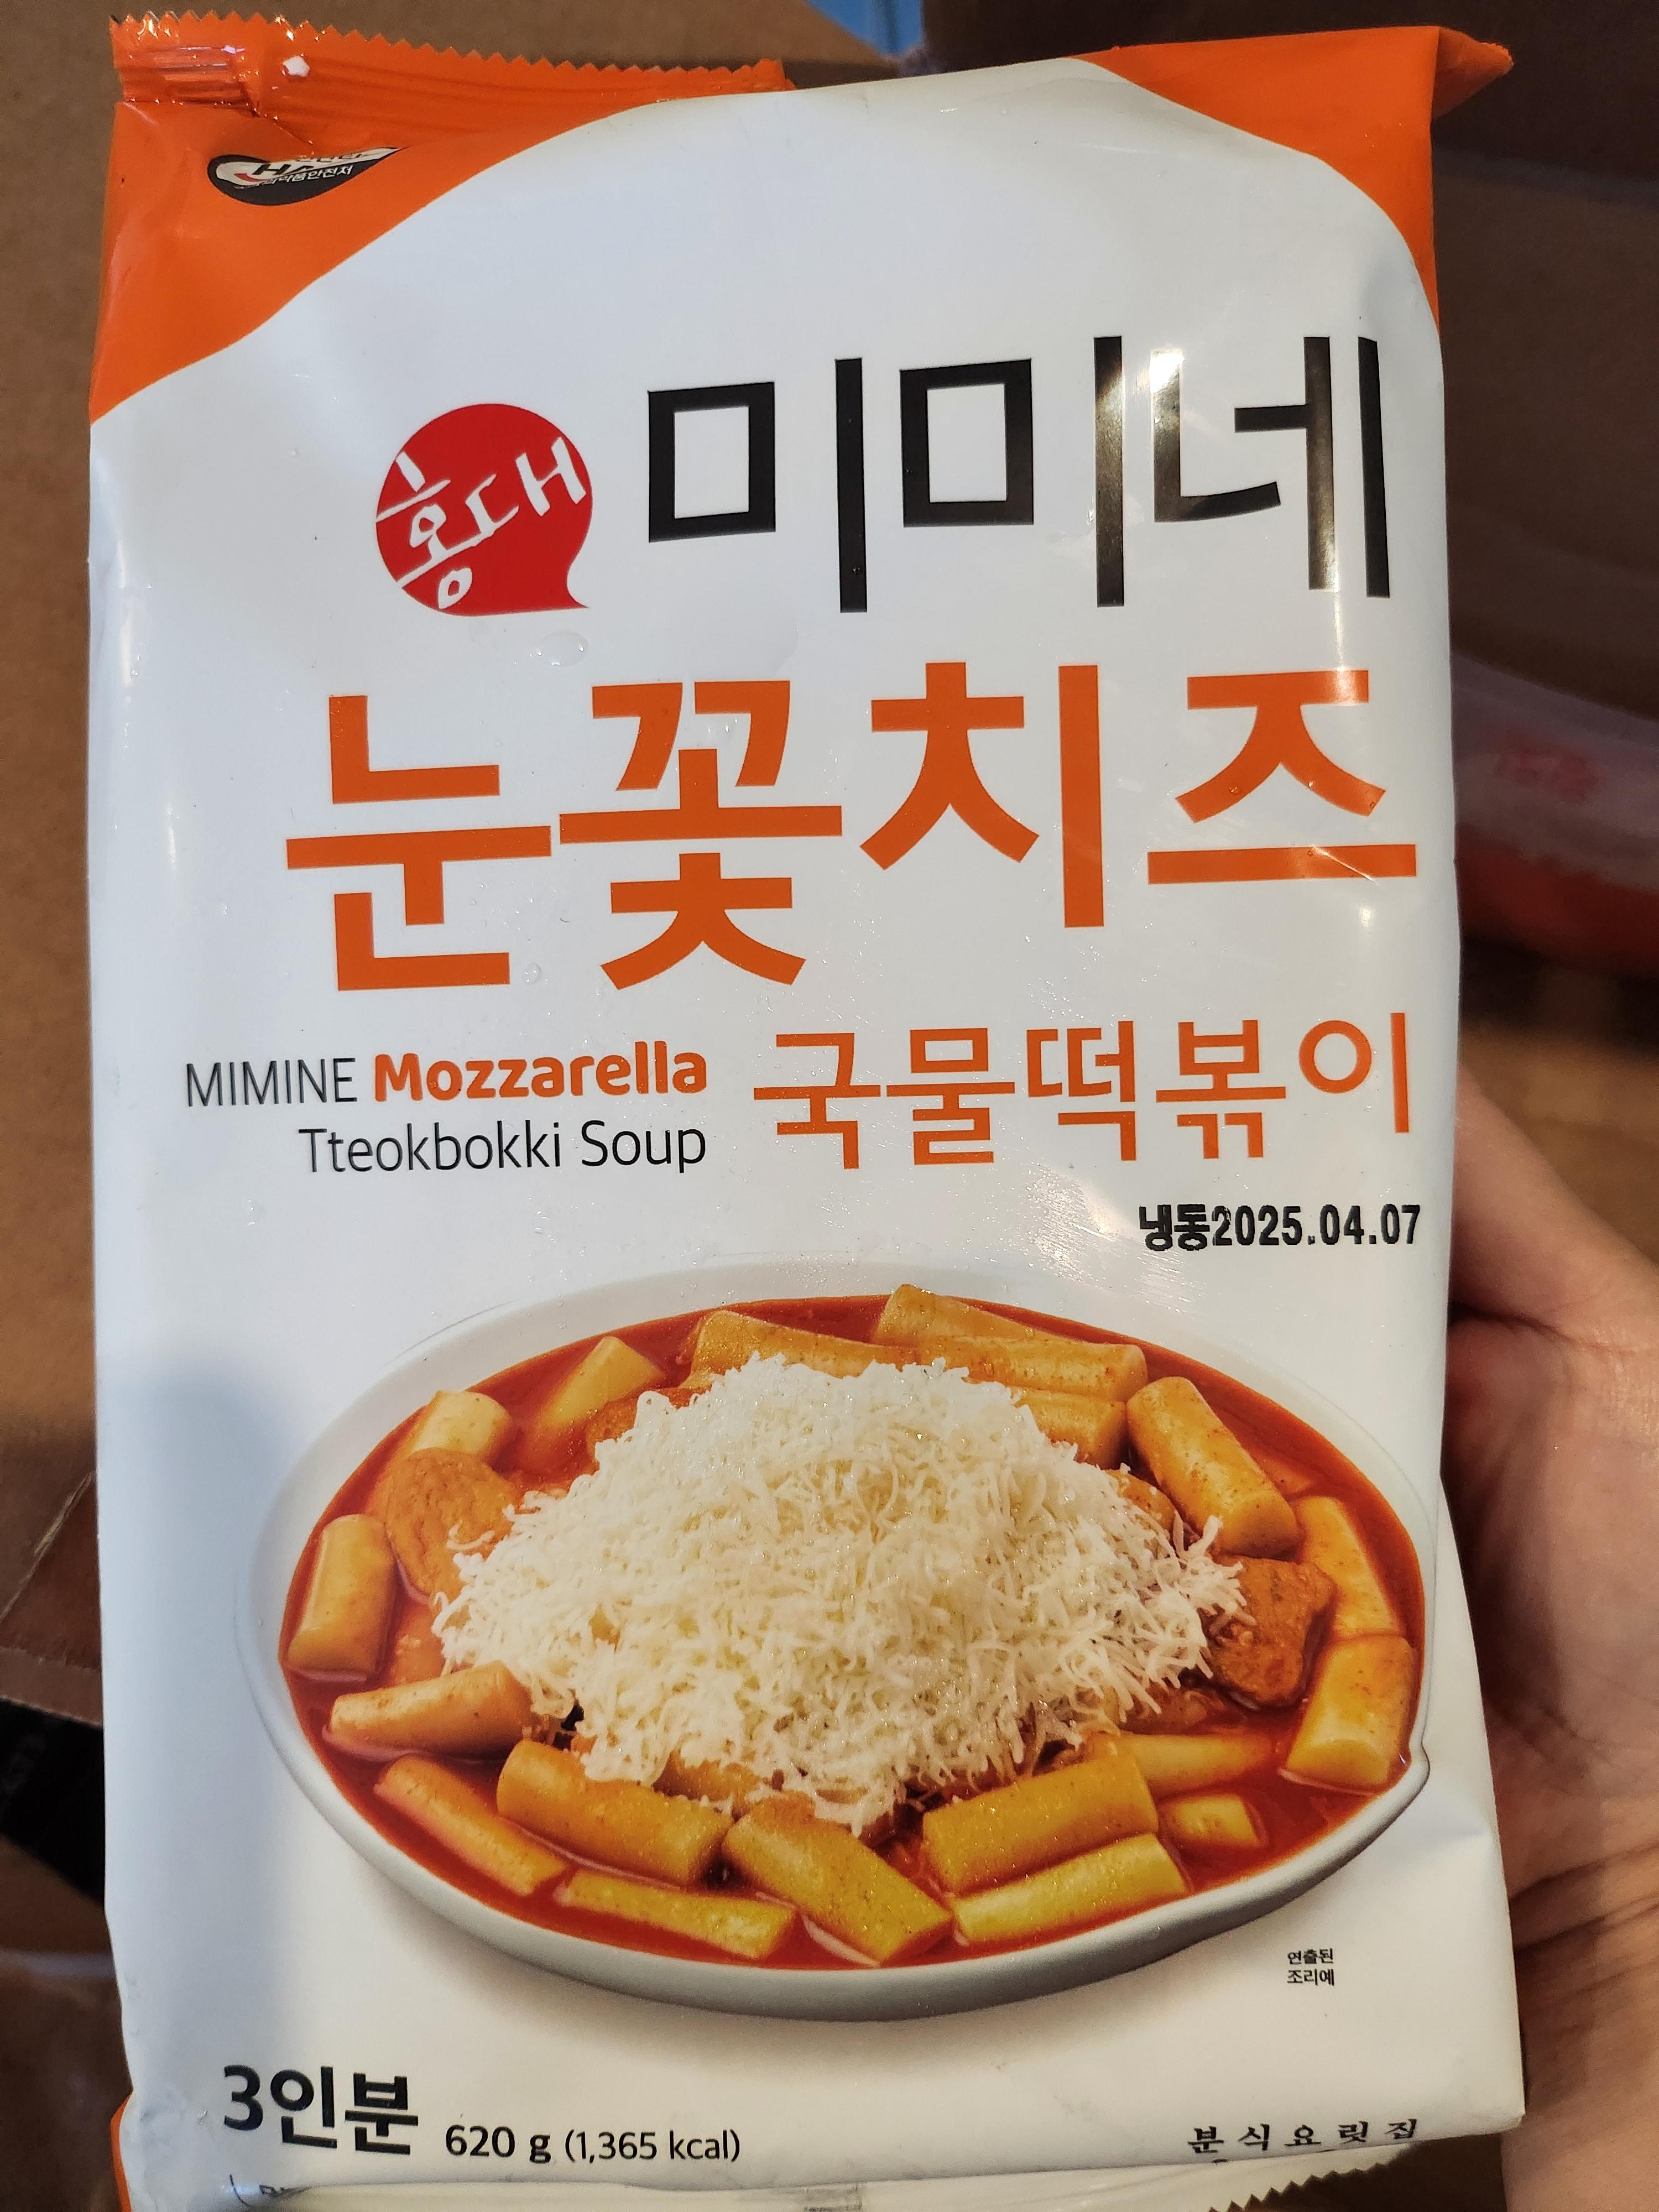 홍대
미미네
눈꽃치즈
MIMINE Mozzarella
Tteokbokki Soup
국물떡볶이
냉동2025.04.07
연출된
조리예
3인분 620 g (1,365 kcal)
분식요릿집